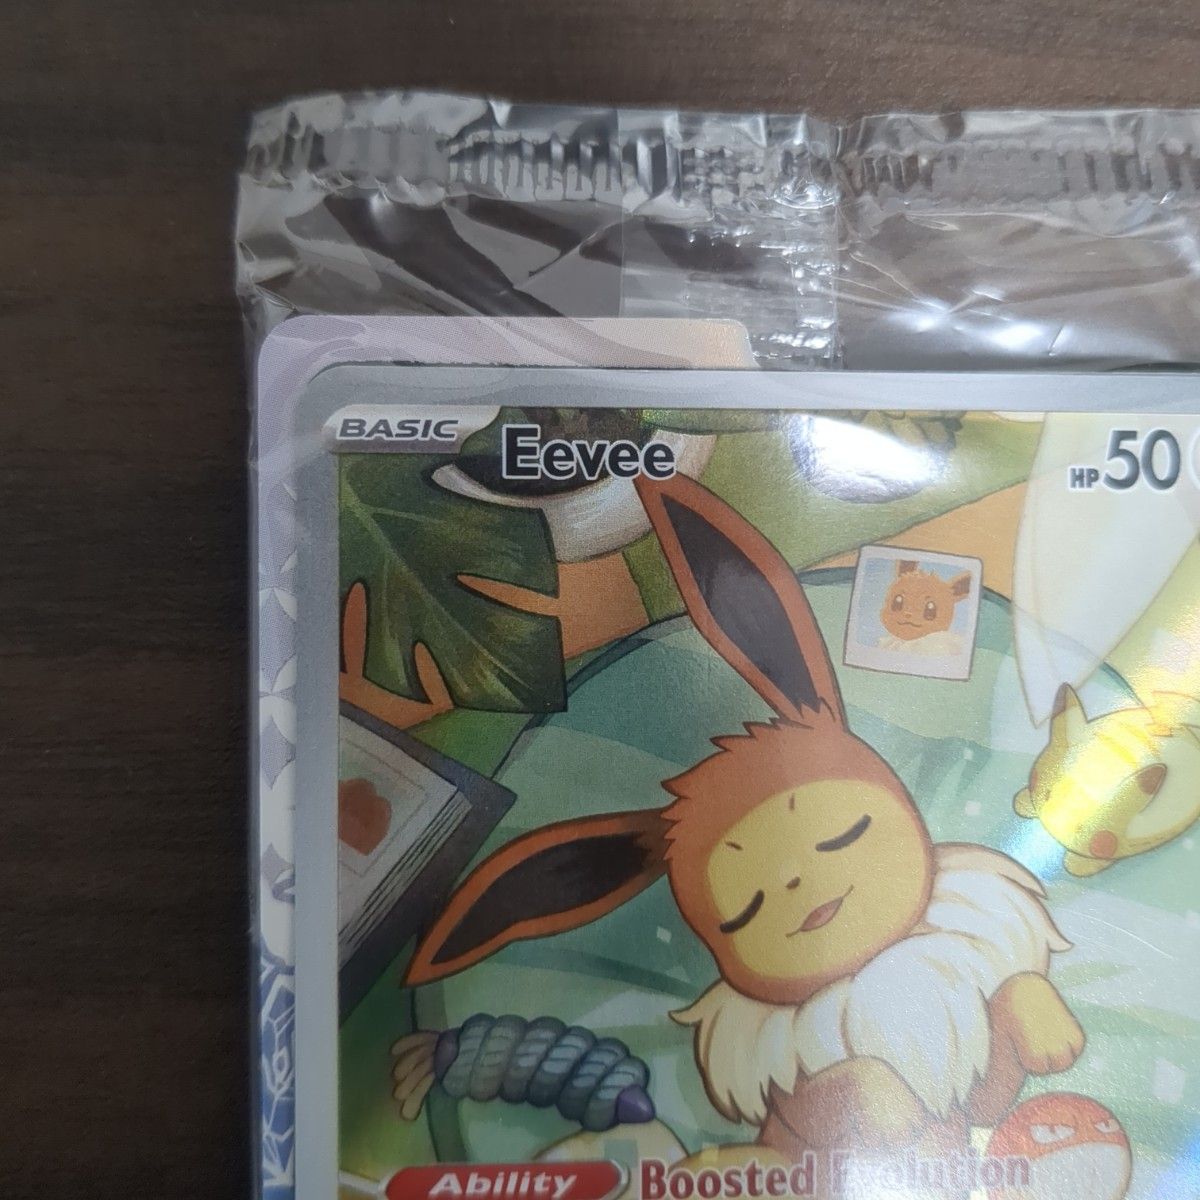 BASIC Eevee HP 50
Ability Boosted Evolution